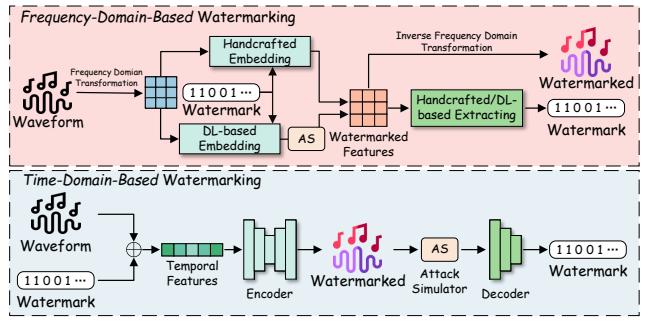 Frequency-Domain-Based Watermarking
Waveform
Frequency Domian
Transformation
Handcrafted
Embedding
11001...
Watermark
DL-based
Embedding
AS
Watermarked
Features
Inverse Frequency Domain
Transformation
Handcrafted/DL-
based Extracting
Watermarked
11001...
Watermark
Time-Domain-Based Watermarking
Waveform
11001...
Watermark
Temporal
Features
Encoder
Watermarked
AS
Attack
Simulator
Decoder
11001...
Watermark